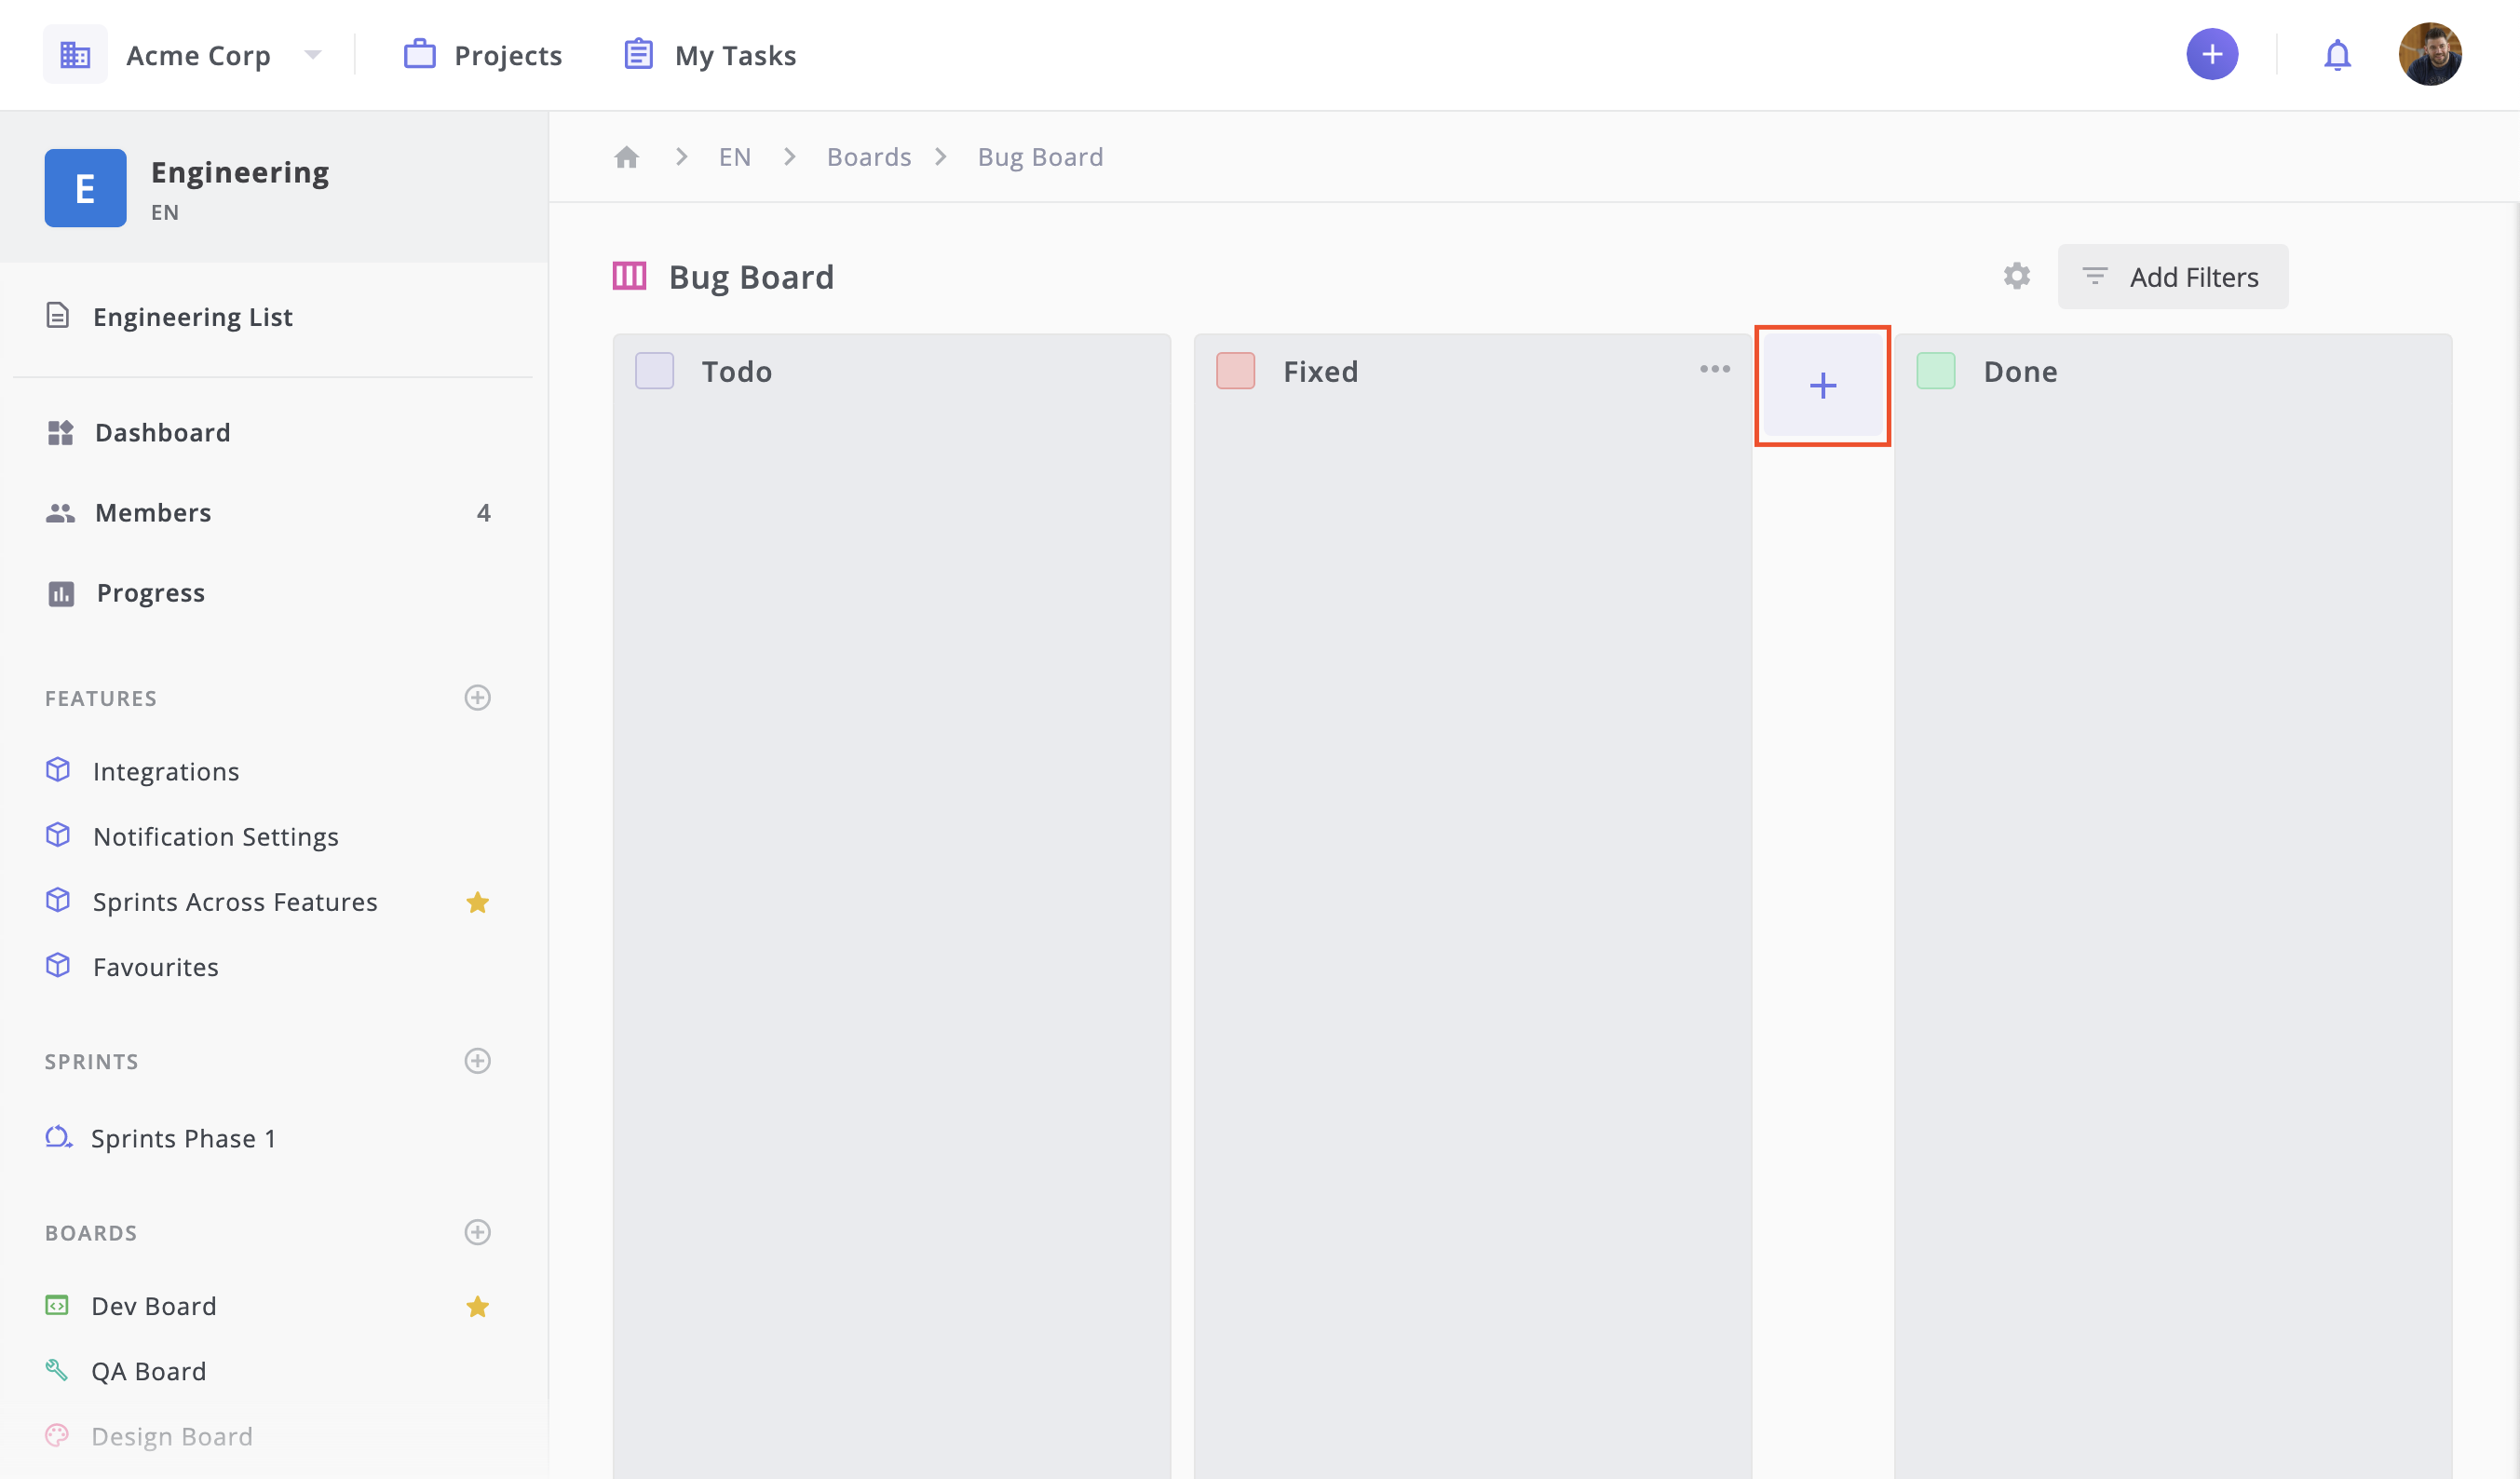 Acme Corp
Projects
My Tasks
E
Engineering
EN
EN
Boards
Bug Board
Engineering List
Dashboard
Members
4
Progress
FEATURES
Integrations
Notification Settings
Sprints Across Features
Favourites
SPRINTS
Sprints Phase 1
BOARDS
Dev Board
QA Board
Design Board
Bug Board
Add Filters
Todo
Fixed
Done